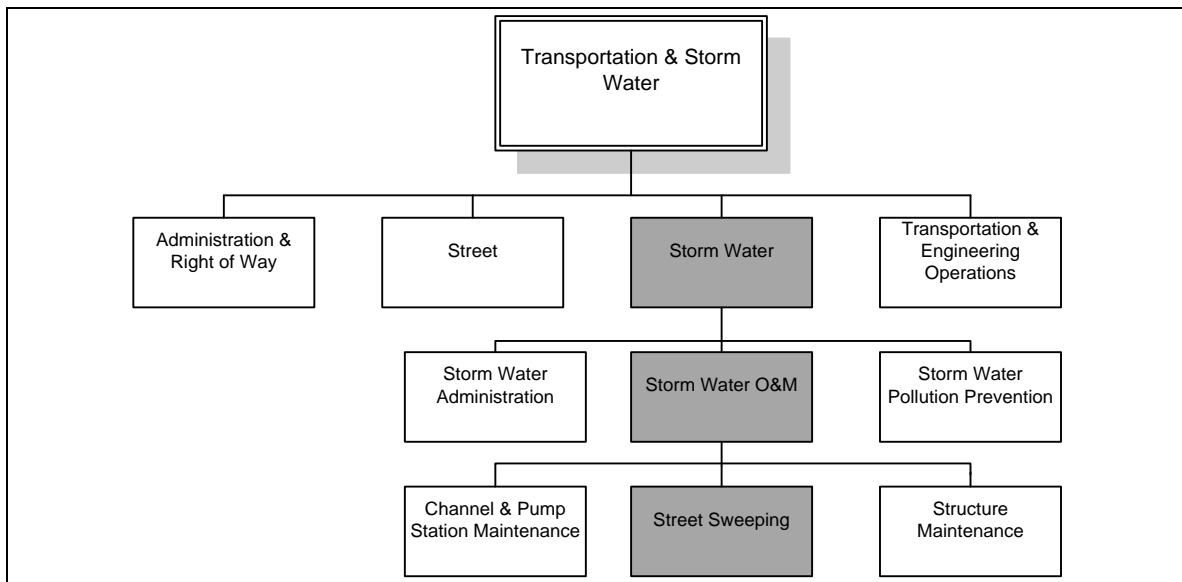 Transportation & Storm
Water
Administration &
Right of Way
Street
Storm Water
Transportation &
Engineering
Operations
Storm Water
Administration
Storm Water O&M
Storm Water
Pollution Prevention
Channel & Pump
Station Maintenance
Street Sweeping
Structure
Maintenance